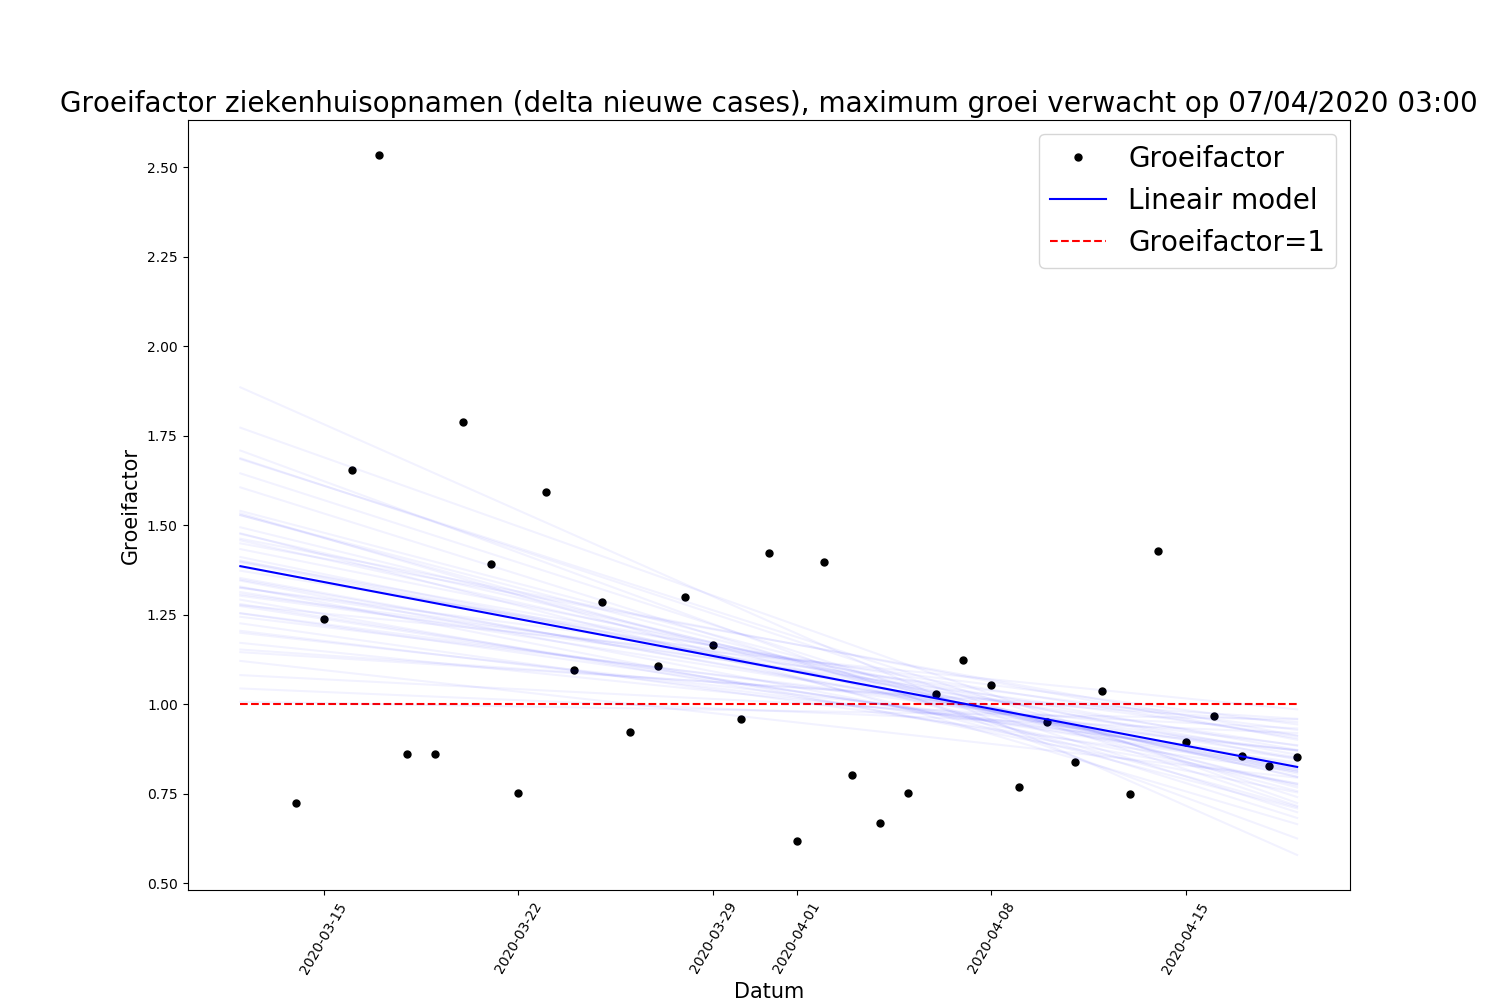 Groeifactor ziekenhuisopnamen (delta nieuwe cases), maximum groei verwacht op 07/04/2020 03:00
Groeifactor
Lineair model
Groeifactor=1
2.50
2.25
2.00
1.75
1.50
1.25
1.00
0.75
0.50
Groeifactor
2020-03-15
2020-03-22
2020-03-29
2020-04-01
2020-04-08
2020-04-15
Datum